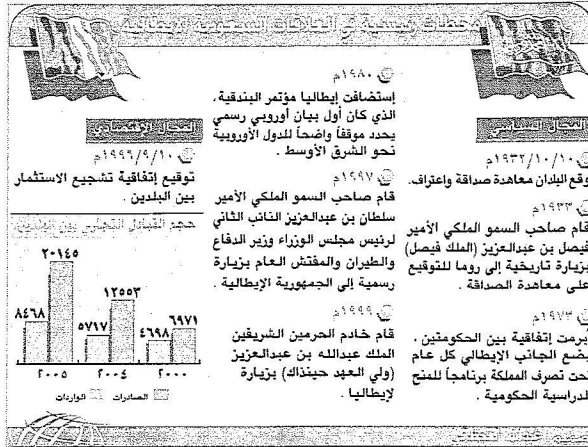 محطات رئيسية في العلاقات السعودية الإيطالية
المجال السياسي
١٩٣٢/١٠/١٠م
وقع البلدان معاهدة صداقة واعتراف.
١٩٣٣م
قام صاحب السمو الملكي الأمير
فيصل بن عبدالعزيز (الملك فيصل)
بزيارة تاريخية إلى روما للتوقيع
على معاهدة الصداقة .
١٩٧٣م
أبرمت إتفاقية بين الحكومتين ،
يضع الجانب الإيطالي كل عام
تحت تصرف المملكة برنامجاً للمنح
الدراسية الحكومية .
١٩٨٠م
إستضافت إيطاليا مؤتمر البندقية،
الذي كان أول بيان أوروبي رسمي
يحدد موقفاً واضحاً للدول الأوروبية
نحو الشرق الأوسط .
١٩٩٧م
قام صاحب السمو الملكي الأمير
سلطان بن عبدالعزيز النائب الثاني
لرئيس مجلس الوزراء وزير الدفاع
والطيران والمفتش العام بزيارة
رسمية إلى الجمهورية الإيطالية .
١٩٩٩م
قام خادم الحرمين الشريفين
الملك عبدالله بن عبدالعزيز
(ولي العهد حينذاك) بزيارة
لإيطاليا .
المجال الاقتصادي
١٩٩٦/٩/١٠م
توقيع إتفاقية تشجيع الاستثمار
بين البلدين .
حجم التبادل التجاري بين البلدين
٢٠١٤٥
٨٤٦٨
١٢٥٥٣
٥٧١٧
٦٩٧١
٤٦٩٨
٢٠٠٥
٢٠٠٤
٢٠٠٠
الصادرات
الواردات